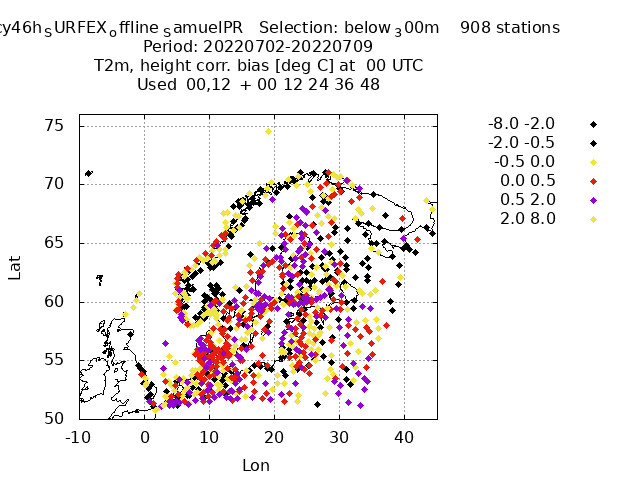 cy46h_SURFEX_offline_SamuelPR Selection: below_300m 908 stations
Period: 20220702-20220709
T2m, height corr. bias [deg C] at 00 UTC
Used 00,12 + 00 12 24 36 48
-8.0 -2.0
-2.0 -0.5
-0.5 0.0
0.0 0.5
0.5 2.0
2.0 8.0
75
70
65
60
55
50
Lat
-10 0 10 20 30 40
Lon